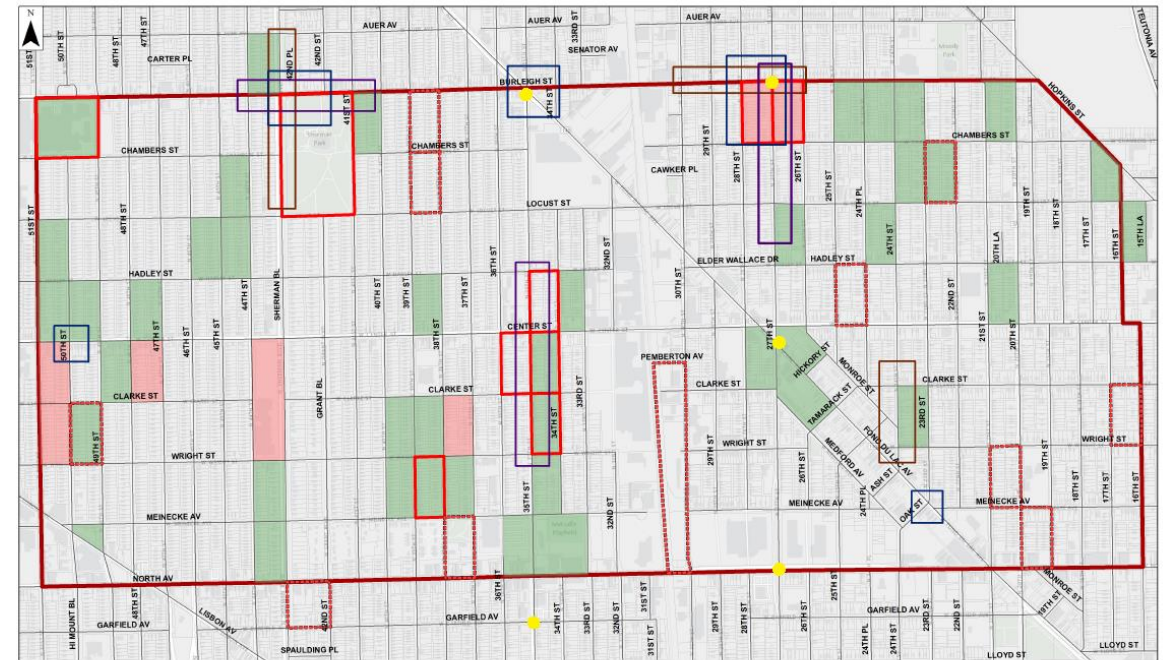 N
51ST
50TH ST
48TH ST
47TH ST
CARTER PL
42ND PL
42ND ST
AUER AV
AUER AV
33RD ST
SENATOR AV
AUER AV
TEUTONIA AV
Moody
Park
BURLEIGH ST
34TH ST
HOPKINS ST
41ST ST
Sherman
Park
CHAMBERS ST
CHAMBERS ST
CHAMBERS ST
29TH ST
28TH ST
26TH ST
CAWKER PL
25TH ST
24TH PL
LOCUST ST
51ST ST
48TH ST
36TH ST
32ND ST
24TH ST
20TH LA
19TH ST
18TH ST
17TH ST
16TH ST
15TH LA
HADLEY ST
ELDER WALLACE DR
HADLEY ST
44TH ST
SHERMAN BL
40TH ST
39TH ST
37TH ST
30TH ST
22ND ST
50TH ST
47TH ST
46TH ST
45TH ST
38TH ST
CENTER ST
27TH ST
21ST ST
20TH ST
HICKORY ST
PEMBERTON AV
MONROE ST
CLARKE ST
GRANT BL
CLARKE ST
33RD ST
CLARKE ST
CLARKE ST
TAMARACK ST
49TH ST
34TH ST
23RD ST
FOND DU LAC AV
WRIGHT ST
29TH ST
WRIGHT ST
MEDFORD AV
WRIGHT ST
26TH ST
ASH ST
19TH ST
18TH ST
17TH ST
16TH ST
35TH ST
32ND ST
MEINECKE AV
MEINECKE AV
24TH PL
OAK ST
MEINECKE AV
Metcalfe
Playfield
NORTH AV
36TH ST
HI MOUNT BL
48TH ST
LISBON AV
42ND ST
GARFIELD AV
GARFIELD AV
34TH ST
33RD ST
32ND ST
31ST ST
31ST ST
29TH ST
28TH ST
26TH ST
25TH ST
GARFIELD AV
24TH PL
24TH ST
23RD ST
22ND ST
MONROE ST
19TH ST
SPAULDING PL
LLOYD ST
LLOYD ST